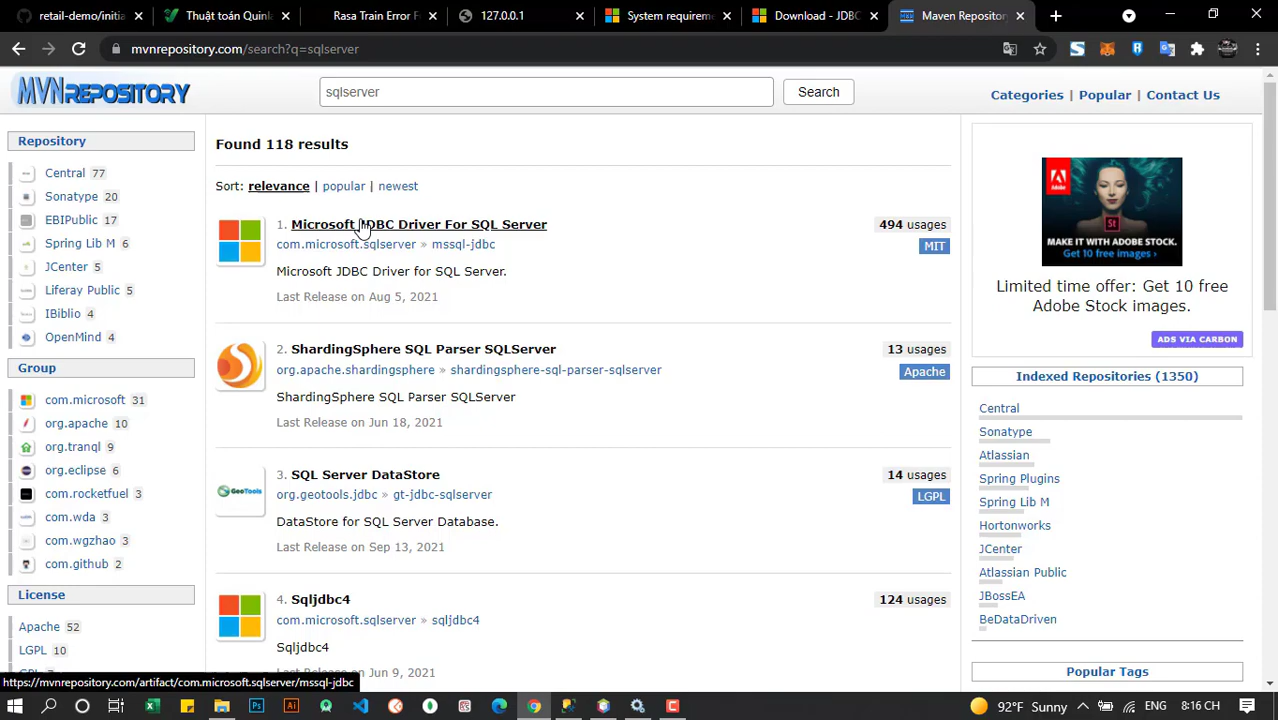 retail-demo/initia
Thuật toán Quinla
Rasa Train Error F
127.0.0.1
System requirem
Download - JDBC
Maven Repositor
mvnrepository.com/search?q=sqlserver
MVNREPOSITORY
sqlserver
Search
Categories | Popular | Contact Us
Repository
Central 77
Sonatype 20
EBIPublic 17
Spring Lib M 6
JCenter 5
Liferay Public 5
IBiblio 4
OpenMind 4
Group
com.microsoft 31
org.apache 10
org.tranql 9
org.eclipse 6
com.rocketfuel 3
com.wda 3
com.wgzhao 3
com.github 2
License
Apache 52
LGPL 10
Found 118 results
Sort: relevance | popular | newest
1. Microsoft JDBC Driver For SQL Server
494 usages
com.microsoft.sqlserver » mssql-jdbc
MIT
Microsoft JDBC Driver for SQL Server.
Last Release on Aug 5, 2021
2. ShardingSphere SQL Parser SQLServer
13 usages
org.apache.shardingsphere » shardingsphere-sql-parser-sqlserver
Apache
ShardingSphere SQL Parser SQLServer
Last Release on Jun 18, 2021
GeoTools
3. SQL Server DataStore
14 usages
org.geotools.jdbc » gt-jdbc-sqlserver
LGPL
DataStore for SQL Server Database.
Last Release on Sep 13, 2021
4. Sqljdbc4
124 usages
com.microsoft.sqlserver » sqljdbc4
Sqljdbc4
Last Release on Jun 9, 2021
Adobe
St
MAKE IT WITH ADOBE STOCK.
Get 10 free images ›
Limited time offer: Get 10 free
Adobe Stock images.
ADS VIA CARBON
Indexed Repositories (1350)
Central
Sonatype
Atlassian
Spring Plugins
Spring Lib M
Hortonworks
JCenter
Atlassian Public
JBossEA
BeDataDriven
Popular Tags
https://mvnrepository.com/artifact/com.microsoft.sqlserver/mssql-jdbc
92°F Sunny
ENG
8:16 CH